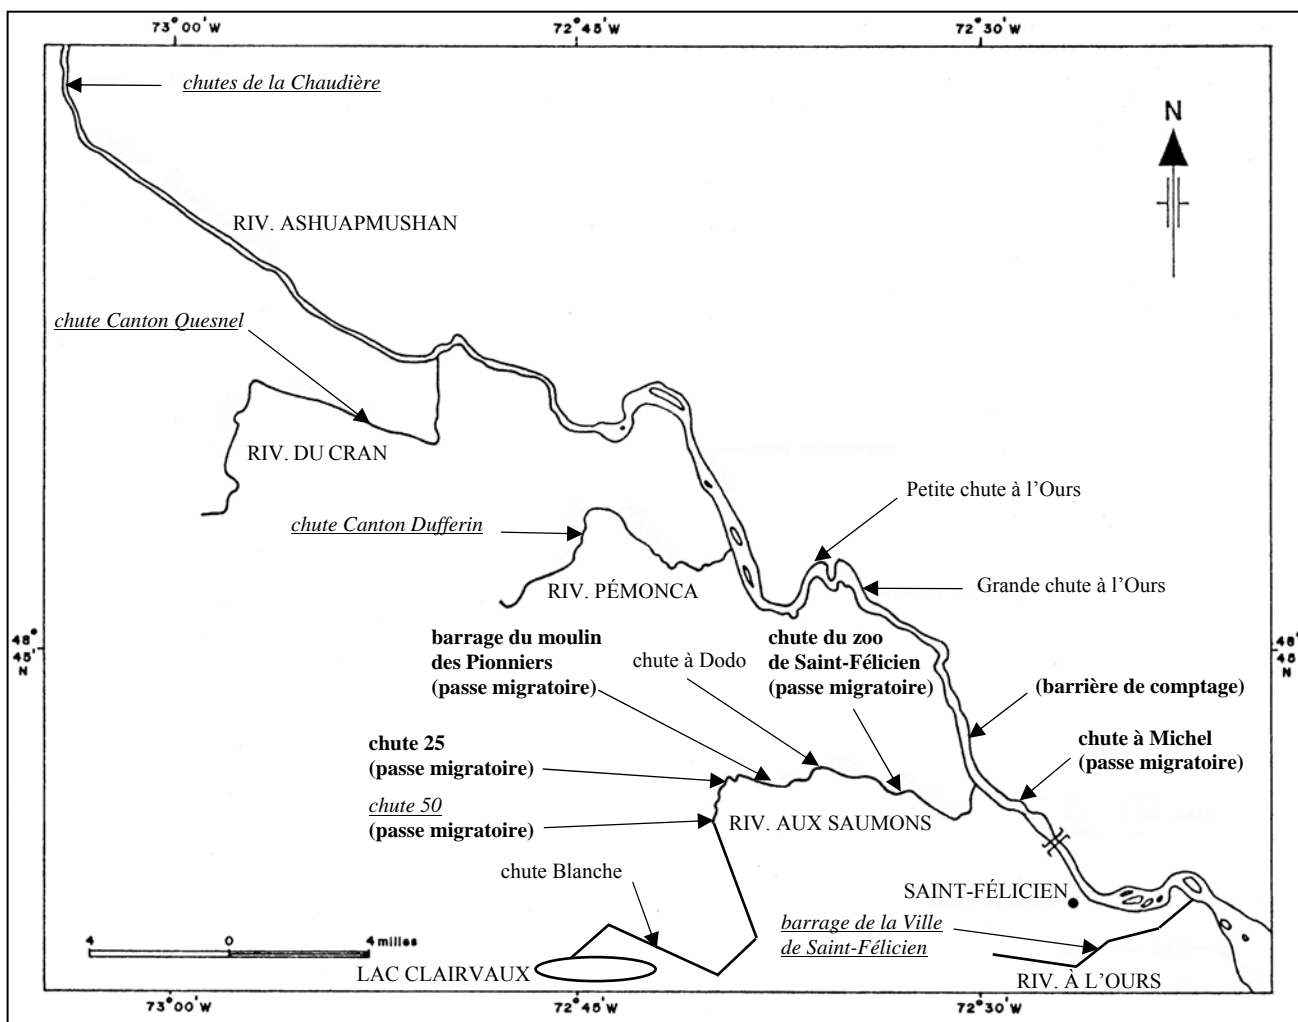 73°00'W
72°45'W
72°30'W
chutes de la Chaudière
N
RIV. ASHUAPMUSHAN
chute Canton Quesnel
RIV. DU CRAN
Petite chute à l'Ours
chute Canton Dufferin
Grande chute à l'Ours
RIV. PÉMONCA
48°
45'
N
48°
45'
N
barrage du moulin
des Pionniers
(passe migratoire)
chute à Dodo
chute du zoo
de Saint-Félicien
(passe migratoire)
(barrière de comptage)
chute 25
(passe migratoire)
chute à Michel
(passe migratoire)
chute 50
(passe migratoire)
RIV. AUX SAUMONS
chute Blanche
SAINT-FÉLICIEN
barrage de la Ville
de Saint-Félicien
4 0 4 milles
LAC CLAIRVAUX
RIV. À L'OURS
73°00'W
72°45'W
72°30'W